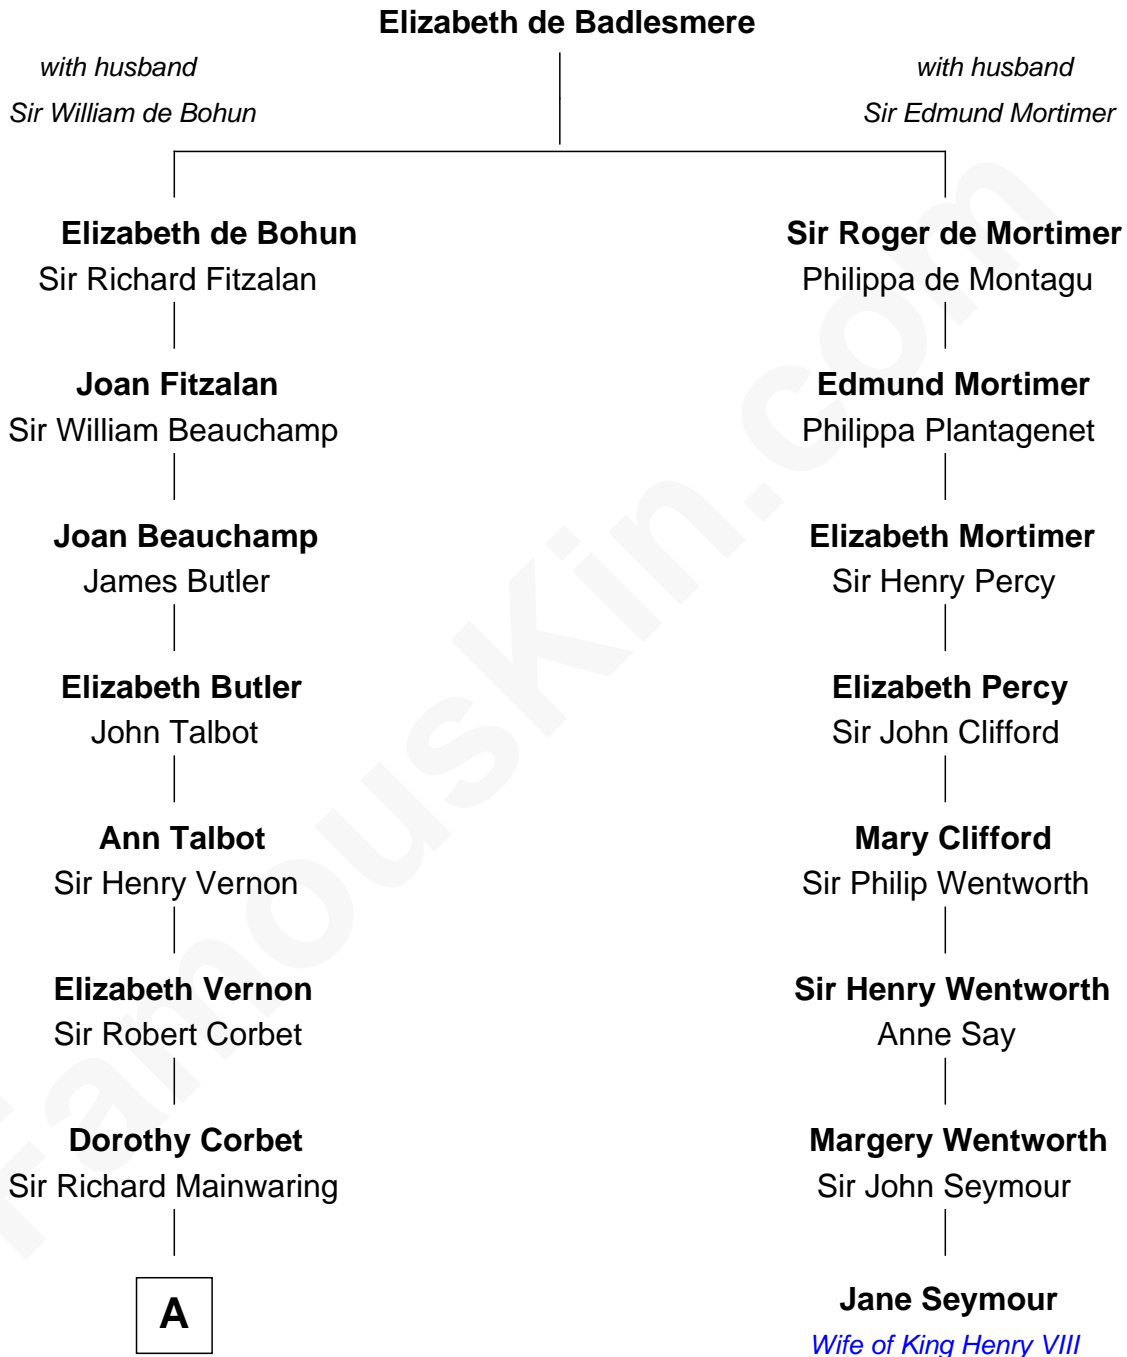 Elizabeth de Badlesmere
with husband
Sir William de Bohun
with husband
Sir Edmund Mortimer
Elizabeth de Bohun
Sir Richard Fitzalan
Sir Roger de Mortimer
Philippa de Montagu
Joan Fitzalan
Sir William Beauchamp
Edmund Mortimer
Philippa Plantagenet
Joan Beauchamp
James Butler
Elizabeth Mortimer
Sir Henry Percy
Elizabeth Butler
John Talbot
Elizabeth Percy
Sir John Clifford
Ann Talbot
Sir Henry Vernon
Mary Clifford
Sir Philip Wentworth
Elizabeth Vernon
Sir Robert Corbet
Sir Henry Wentworth
Anne Say
Dorothy Corbet
Sir Richard Mainwaring
Margery Wentworth
Sir John Seymour
A
Jane Seymour
Wife of King Henry VIII
FamousKin.com